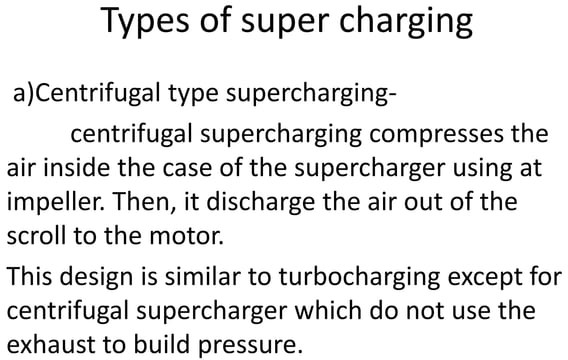 Types of super charging
a)Centrifugal type supercharging-
centrifugal supercharging compresses the
air inside the case of the supercharger using at
impeller. Then, it discharge the air out of the
scroll to the motor.
This design is similar to turbocharging except for
centrifugal supercharger which do not use the
exhaust to build pressure.